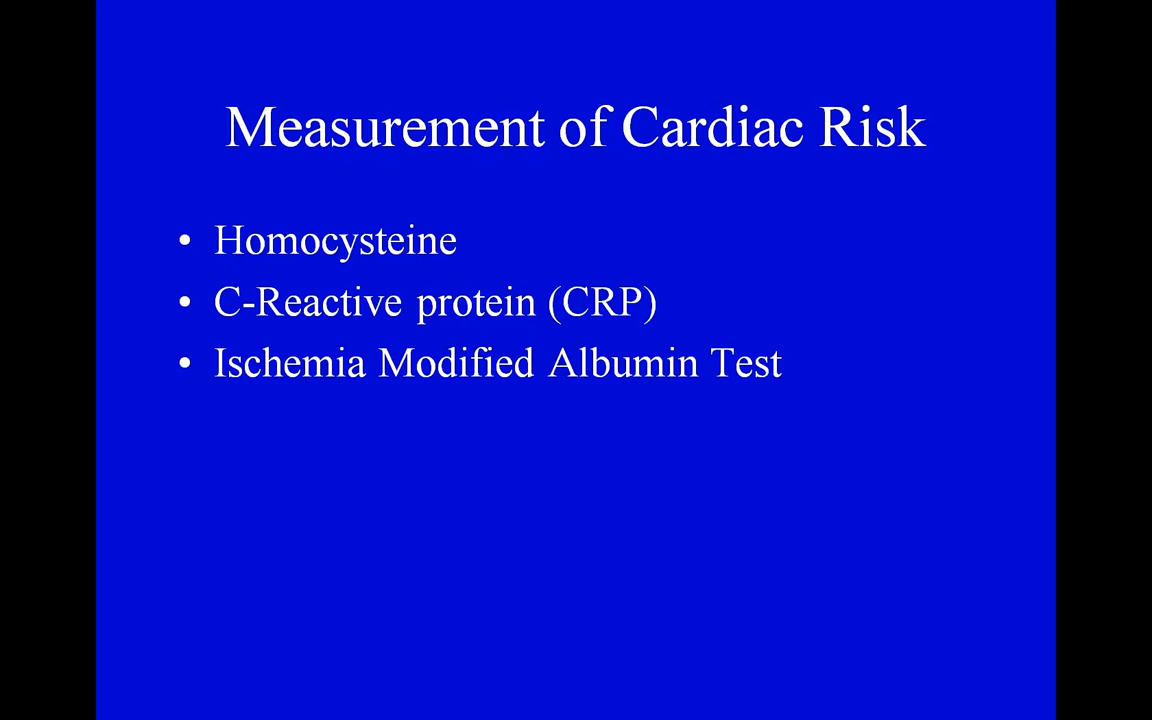 Measurement of Cardiac Risk
• Homocysteine
• C-Reactive protein (CRP)
• Ischemia Modified Albumin Test